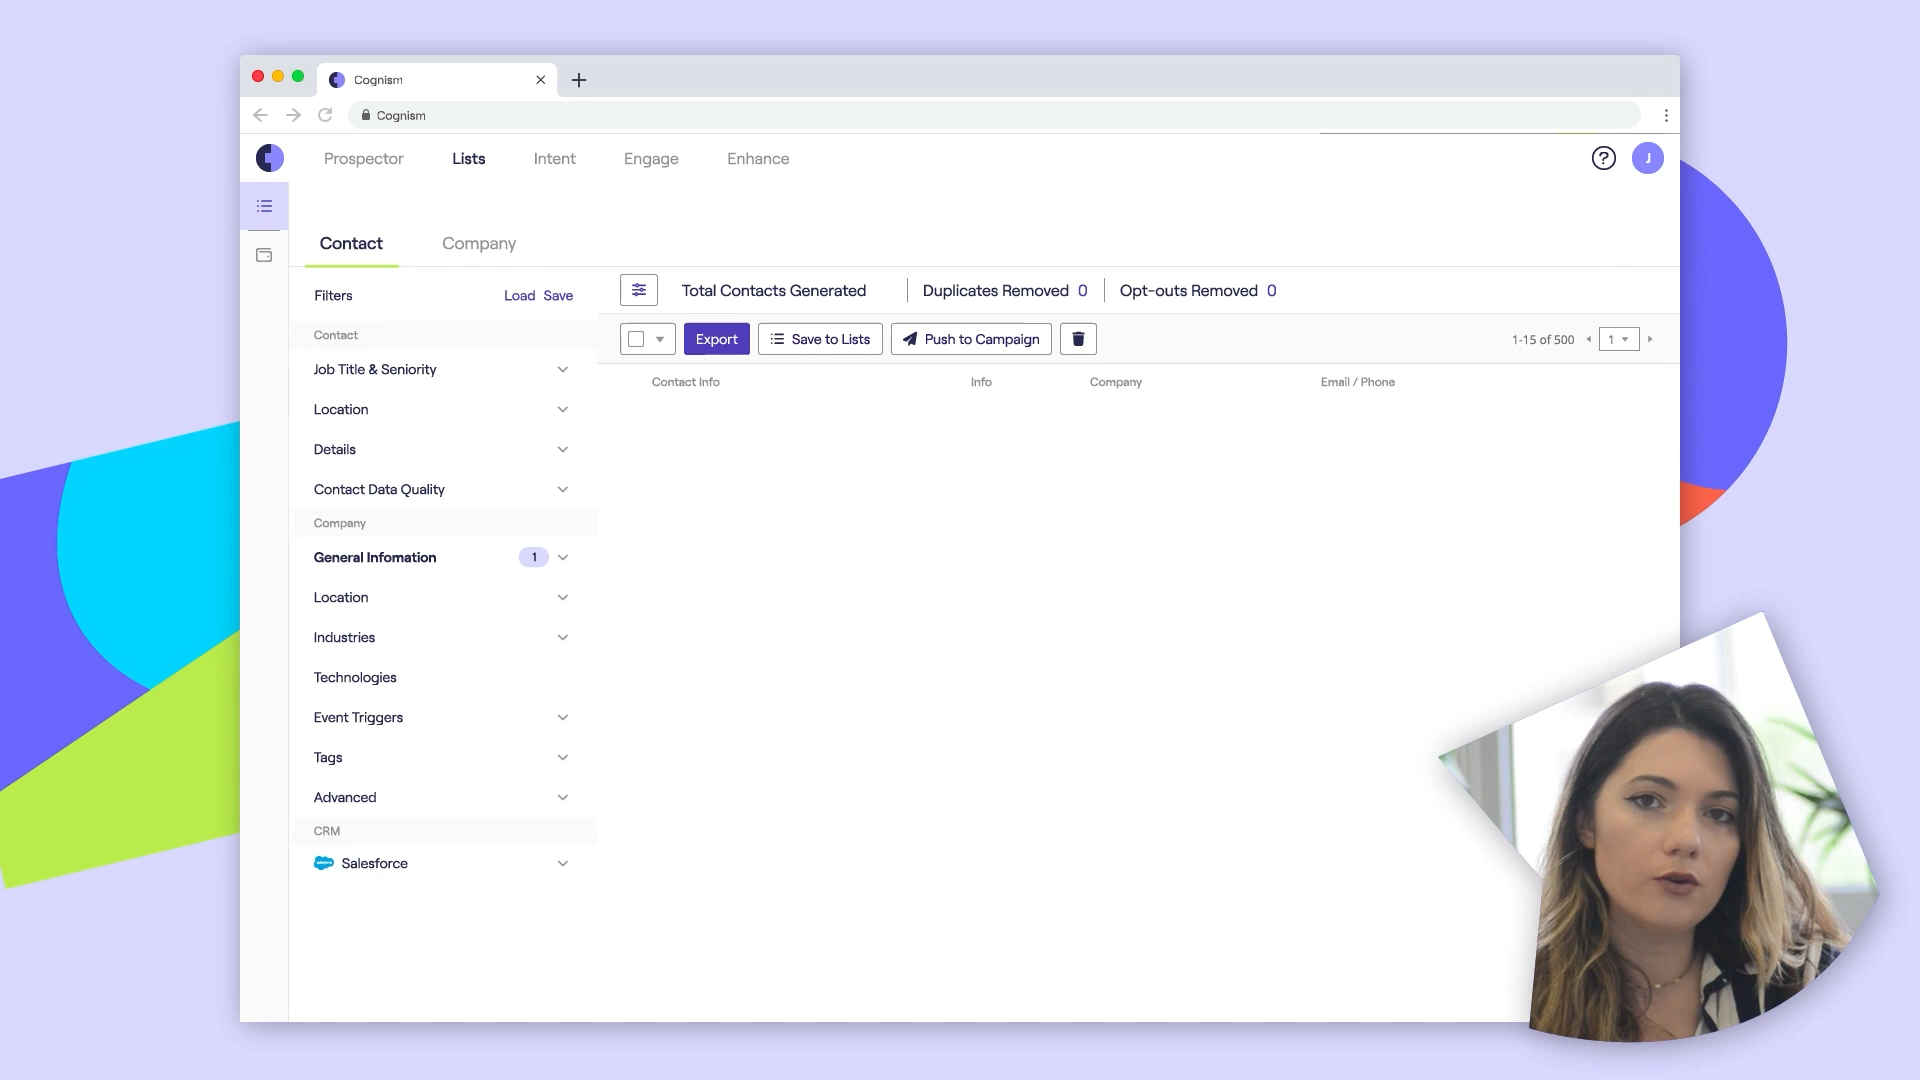 Cognism
Cognism
Prospector Lists Intent Engage Enhance
? J
Contact Company
Filters Load Save
Total Contacts Generated Duplicates Removed 0 Opt-outs Removed 0
Contact
Export Save to Lists Push to Campaign 1-15 of 500 1
Job Title & Seniority
Contact Info Info Company Email / Phone
Location
Details
Contact Data Quality
Company
General Infomation 1
Location
Industries
Technologies
Event Triggers
Tags
Advanced
CRM
Salesforce